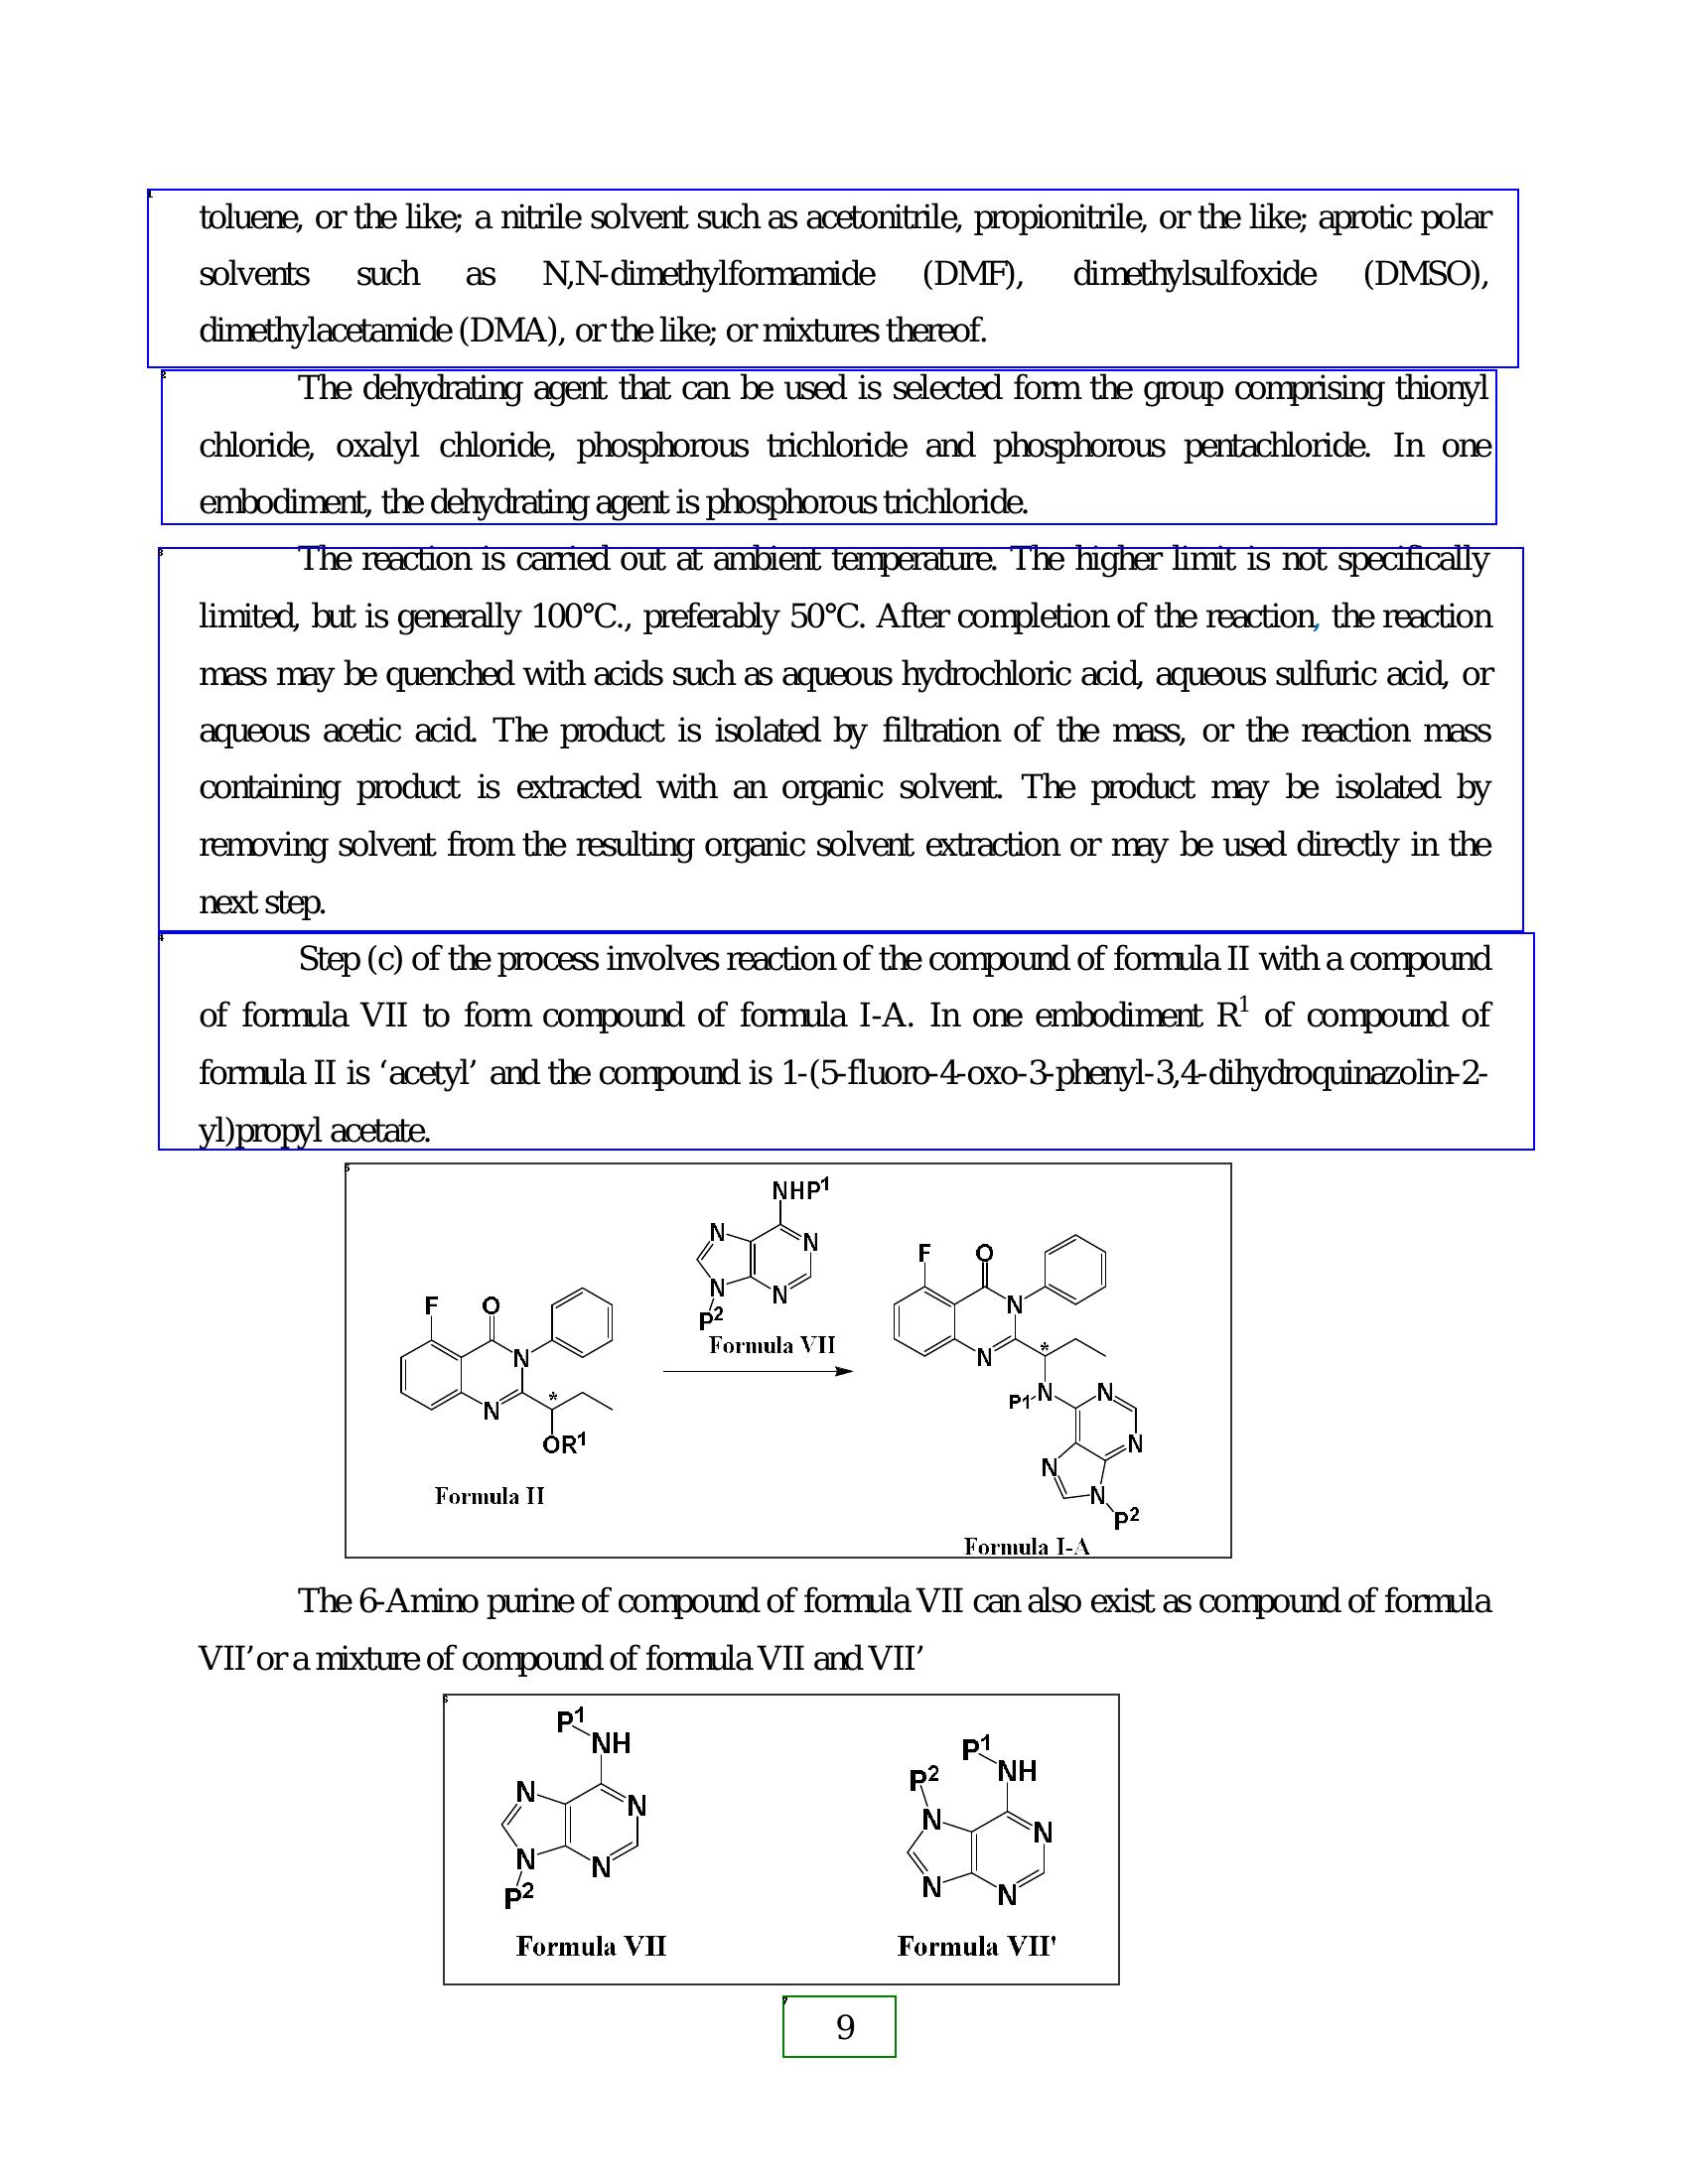 toluene, or the like; a nitrile solvent such as acetonitrile, propionitrile, or the like; aprotic polar
solvents such as N,N-dimethylformamide (DMF), dimethylsulfoxide (DMSO),
dimethylacetamide (DMA), or the like; or mixtures thereof.
The dehydrating agent that can be used is selected form the group comprising thionyl
chloride, oxalyl chloride, phosphorous trichloride and phosphorous pentachloride. In one
embodiment, the dehydrating agent is phosphorous trichloride.
The reaction is carried out at ambient temperature. The higher limit is not specifically
limited, but is generally 100°C., preferably 50°C. After completion of the reaction, the reaction
mass may be quenched with acids such as aqueous hydrochloric acid, aqueous sulfuric acid, or
aqueous acetic acid. The product is isolated by filtration of the mass, or the reaction mass
containing product is extracted with an organic solvent. The product may be isolated by
removing solvent from the resulting organic solvent extraction or may be used directly in the
next step.
Step (c) of the process involves reaction of the compound of formula II with a compound
of formula VII to form compound of formula I-A. In one embodiment R¹ of compound of
formula II is ‘acetyl’ and the compound is 1-(5-fluoro-4-oxo-3-phenyl-3,4-dihydroquinazolin-2-
yl)propyl acetate.
F O N N * OR¹
Formula II
NHP¹ N N N N P²
Formula VII
F O N N * P1 N N N N N P²
Formula I-A
The 6-Amino purine of compound of formula VII can also exist as compound of formula
VII’ or a mixture of compound of formula VII and VII’
P¹ NH N N N N P²
Formula VII
P¹ NH P² N N N N
Formula VII'
9